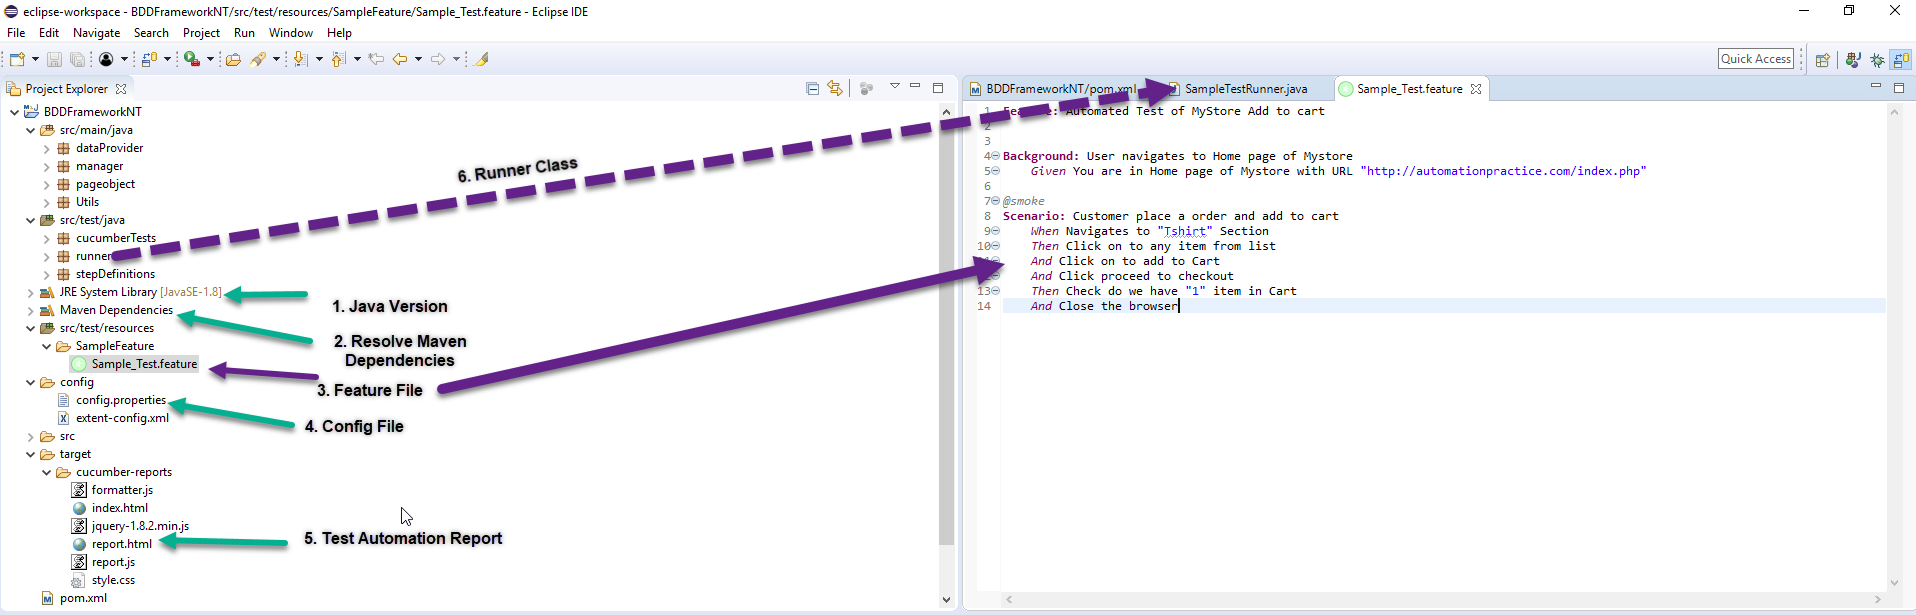 eclipse-workspace - BDDFrameworkNT/src/test/resources/SampleFeature/Sample_Test.feature - Eclipse IDE
File Edit Navigate Search Project Run Window Help
Quick Access
Project Explorer
BDDFrameworkNT
src/main/java
dataProvider
manager
pageobject
Utils
src/test/java
cucumberTests
runner
stepDefinitions
JRE System Library [JavaSE-1.8]
Maven Dependencies
src/test/resources
SampleFeature
Sample_Test.feature
config
config.properties
extent-config.xml
src
target
cucumber-reports
formatter.js
index.html
jquery-1.8.2.min.js
report.html
report.js
style.css
pom.xml
6. Runner Class
1. Java Version
2. Resolve Maven
Dependencies
3. Feature File
4. Config File
5. Test Automation Report
BDDFrameworkNT/pom.xml SampleTestRunner.java Sample_Test.feature
1 Feature: Automated Test of MyStore Add to cart
2
3
4 Background: User navigates to Home page of Mystore
5 Given You are in Home page of Mystore with URL "http://automationpractice.com/index.php"
6
7 @smoke
8 Scenario: Customer place a order and add to cart
9 When Navigates to "Tshirt" Section
10 Then Click on to any item from list
And Click on to add to Cart
And Click proceed to checkout
13 Then Check do we have "1" item in Cart
14 And Close the browser